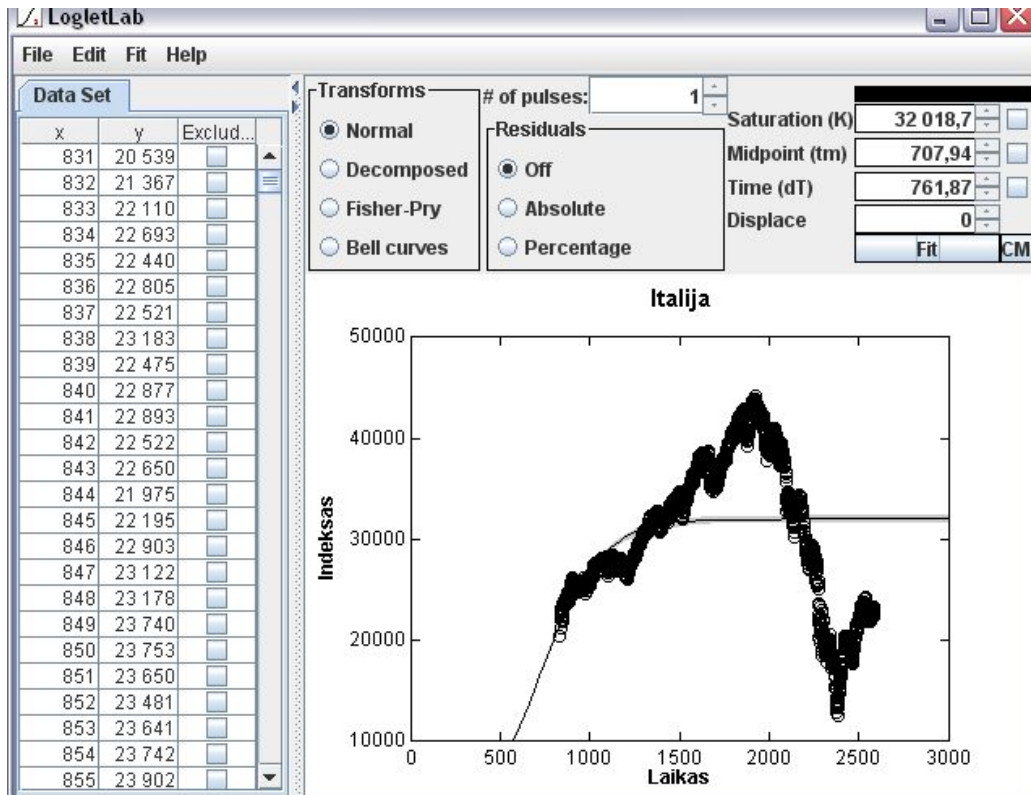 LogletLab
File Edit Fit Help
Data Set
x y Exclud...
831 20 539
832 21 367
833 22 110
834 22 693
835 22 440
836 22 805
837 22 521
838 23 183
839 22 475
840 22 877
841 22 893
842 22 522
843 22 650
844 21 975
845 22 195
846 22 903
847 23 122
848 23 178
849 23 740
850 23 753
851 23 650
852 23 481
853 23 641
854 23 742
855 23 902
Transforms
Normal
Decomposed
Fisher-Pry
Bell curves
# of pulses: 1
Residuals
Off
Absolute
Percentage
Saturation (K) 32 018,7
Midpoint (tm) 707,94
Time (dT) 761,87
Displace 0
Fit CM
Italija
Indeksas
50000
40000
30000
20000
10000
0 500 1000 1500 2000 2500 3000
Laikas